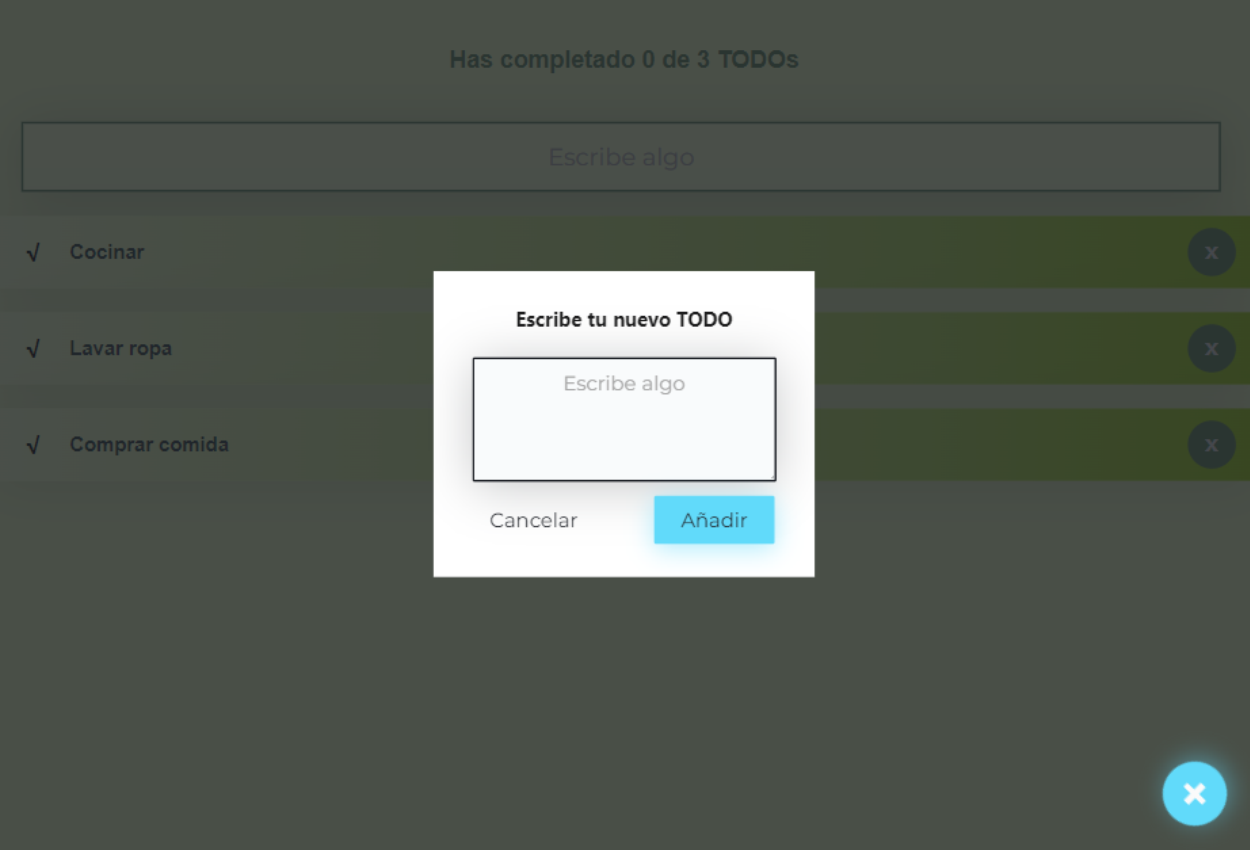 Has completado 0 de 3 TODOs
Escribe algo
√ Cocinar x
√ Lavar ropa x
√ Comprar comida x
Escribe tu nuevo TODO
Escribe algo
Cancelar Añadir